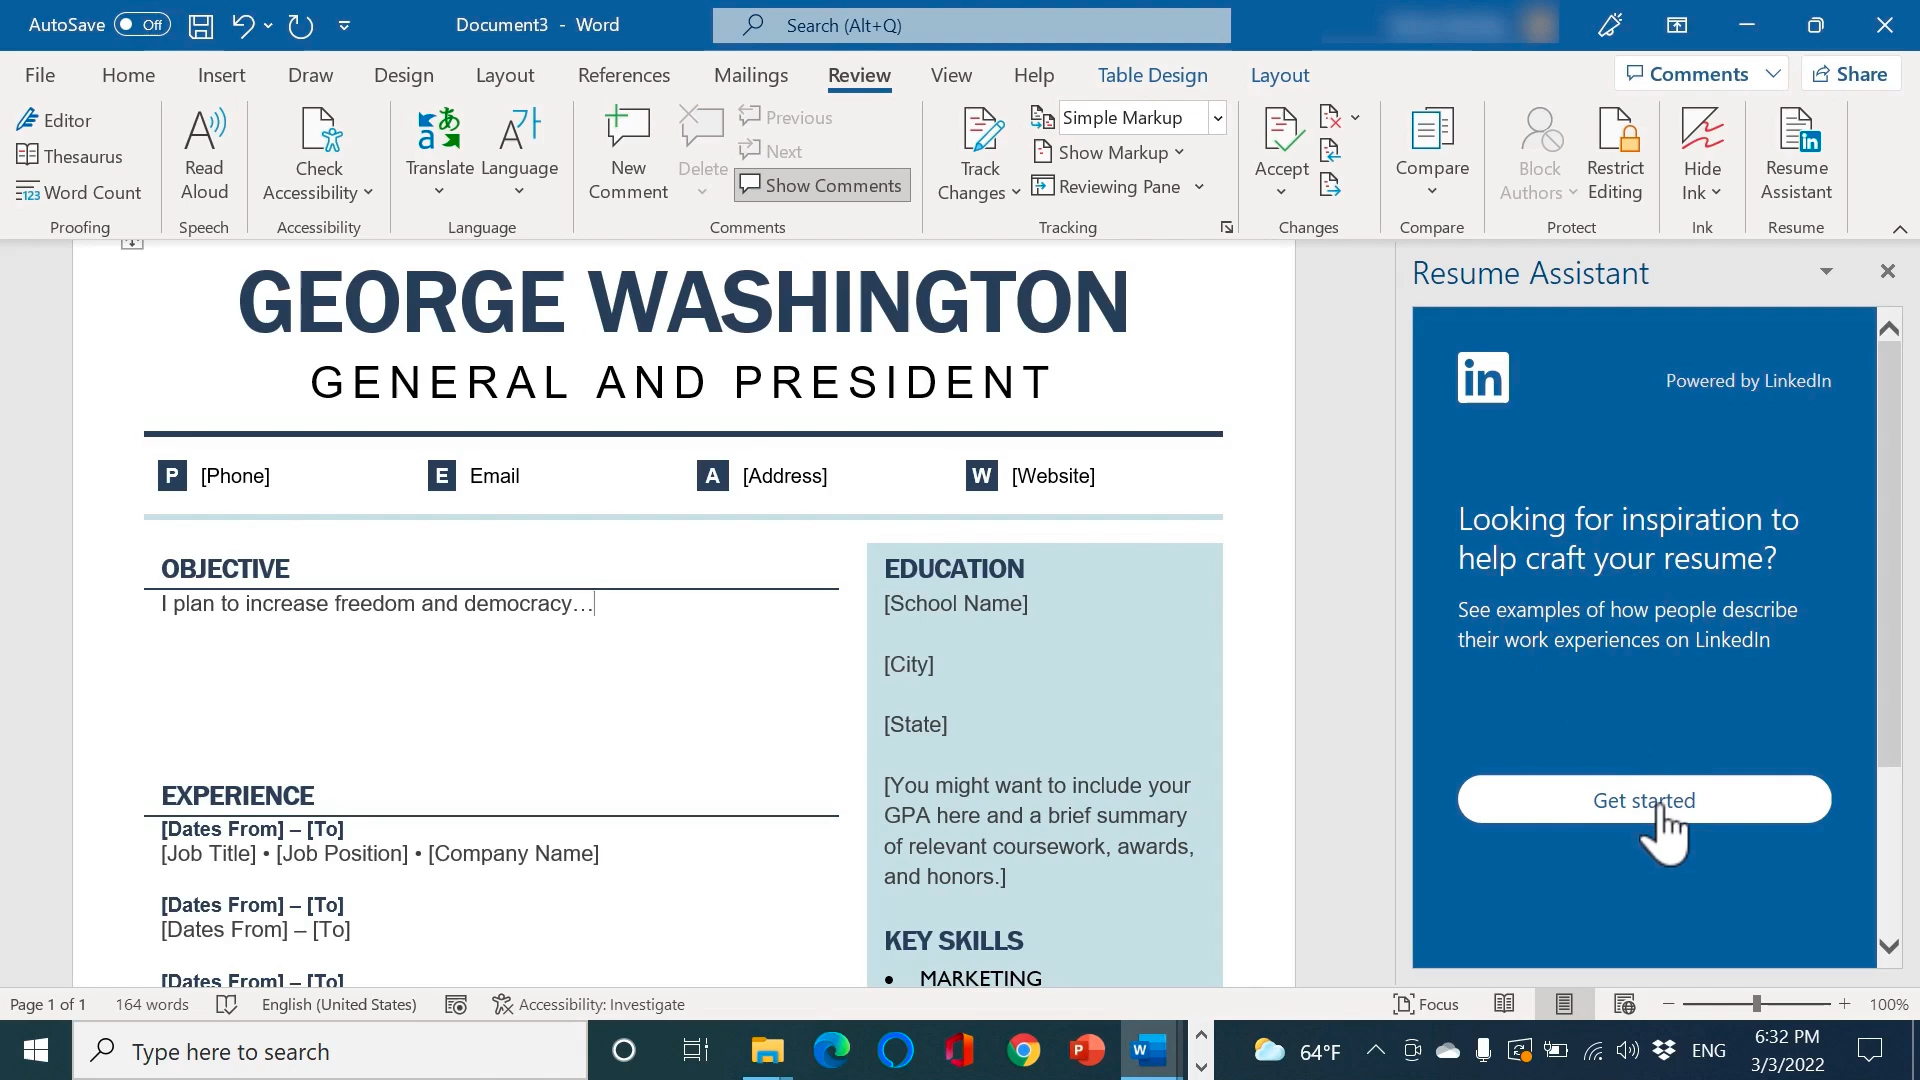 AutoSave Off Document3 - Word Search (Alt+Q)
File Home Insert Draw Design Layout References Mailings Review View Help Table Design Layout Comments Share
Editor
Thesaurus
123 Word Count
Proofing
Read
Aloud
Speech
Check
Accessibility
Accessibility
Translate
Language
Language
New
Comment
Delete
Previous
Next
Show Comments
Comments
Track
Changes
Simple Markup
Show Markup
Reviewing Pane
Tracking
Accept
Changes
Compare
Compare
Block
Authors
Restrict
Editing
Protect
Hide
Ink
Ink
Resume
Assistant
Resume
GEORGE WASHINGTON
GENERAL AND PRESIDENT
P [Phone] E Email A [Address] W [Website]
OBJECTIVE
I plan to increase freedom and democracy…
EXPERIENCE
[Dates From] – [To]
[Job Title] • [Job Position] • [Company Name]
[Dates From] – [To]
[Dates From] – [To]
[Dates From] – [To]
EDUCATION
[School Name]
[City]
[State]
[You might want to include your
GPA here and a brief summary
of relevant coursework, awards,
and honors.]
KEY SKILLS
• MARKETING
Resume Assistant
in Powered by LinkedIn
Looking for inspiration to
help craft your resume?
See examples of how people describe
their work experiences on LinkedIn
Get started
Page 1 of 1 164 words English (United States) Accessibility: Investigate Focus 100%
Type here to search
64°F ENG
6:32 PM
3/3/2022